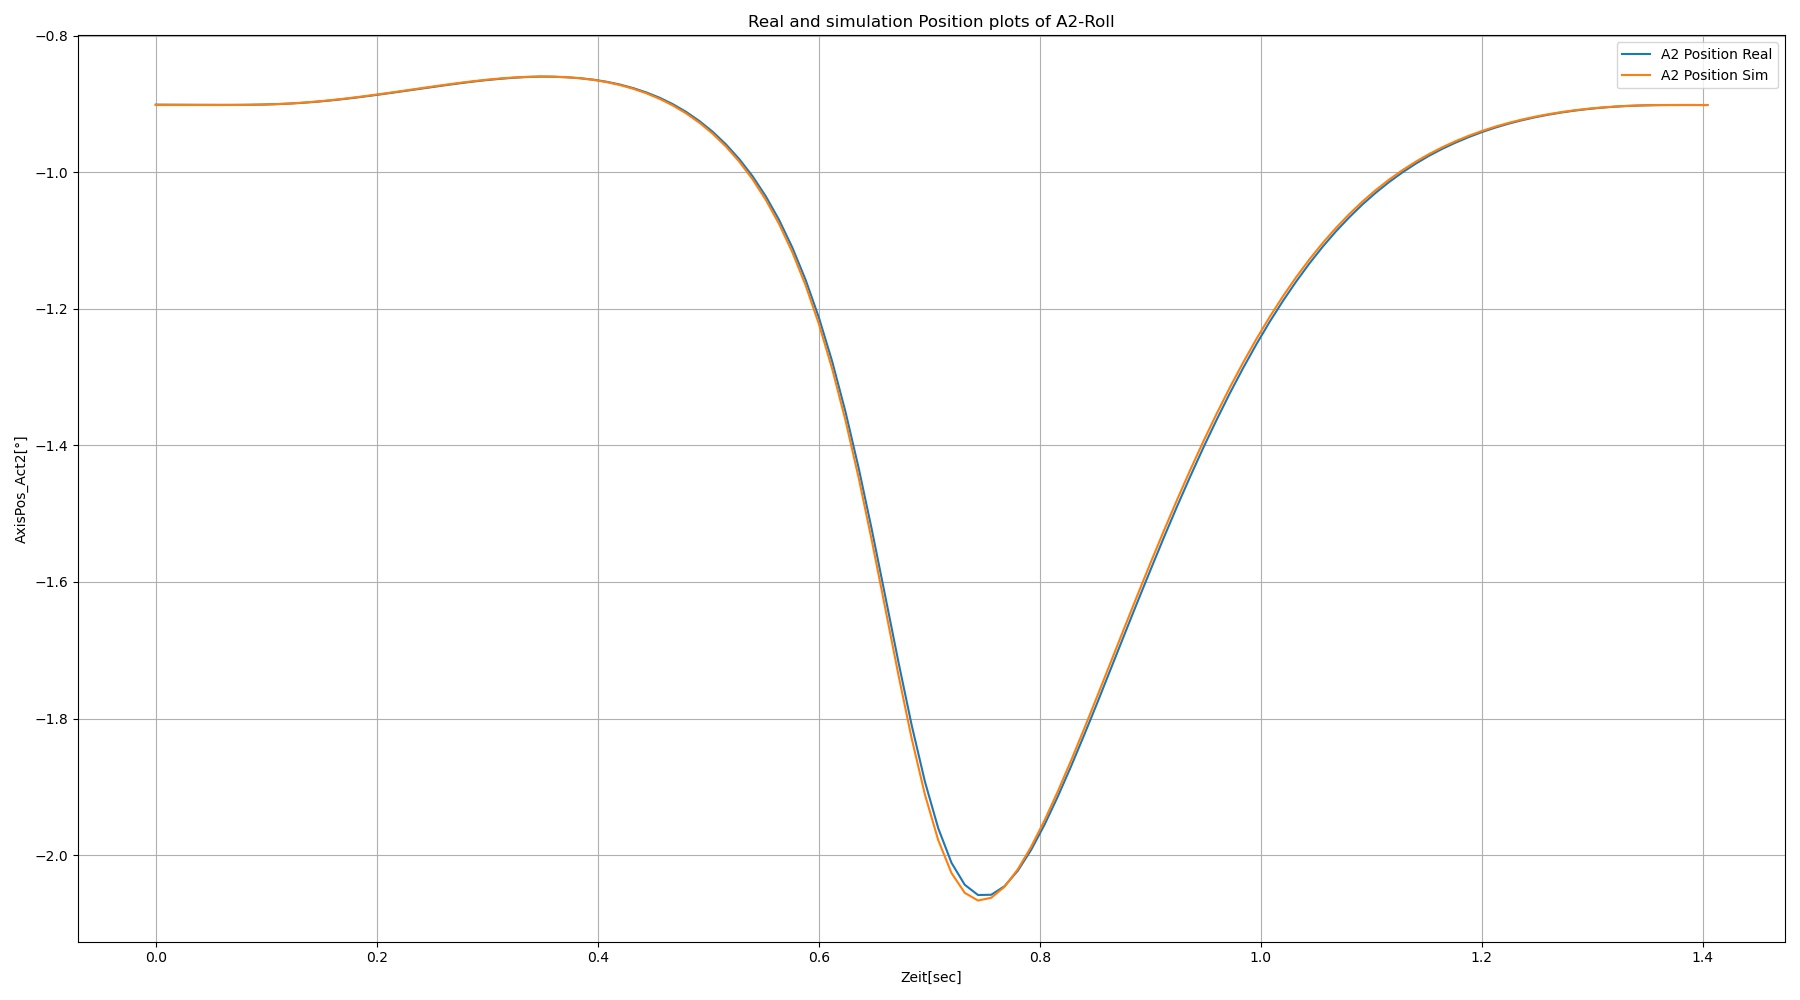 Real and simulation Position plots of A2-Roll
A2 Position Real
A2 Position Sim
−0.8
−1.0
−1.2
−1.4
−1.6
−1.8
−2.0
AxisPos_Act2[°]
0.0 0.2 0.4 0.6 0.8 1.0 1.2 1.4
Zeit[sec]